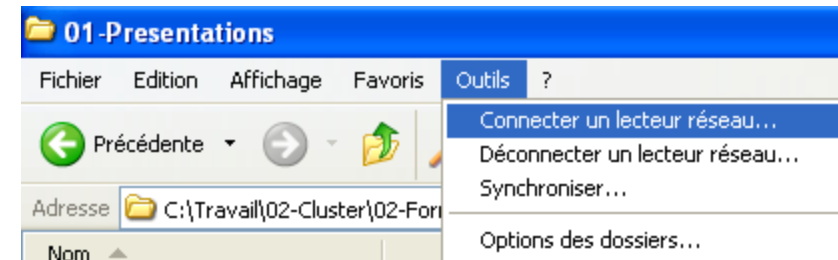 01-Presentations
Fichier Edition Affichage Favoris Outils ?
Connecter un lecteur réseau...
Précédente
Déconnecter un lecteur réseau...
Synchroniser...
Adresse C:\Travail\02-Cluster\02-For
Options des dossiers...
Nom